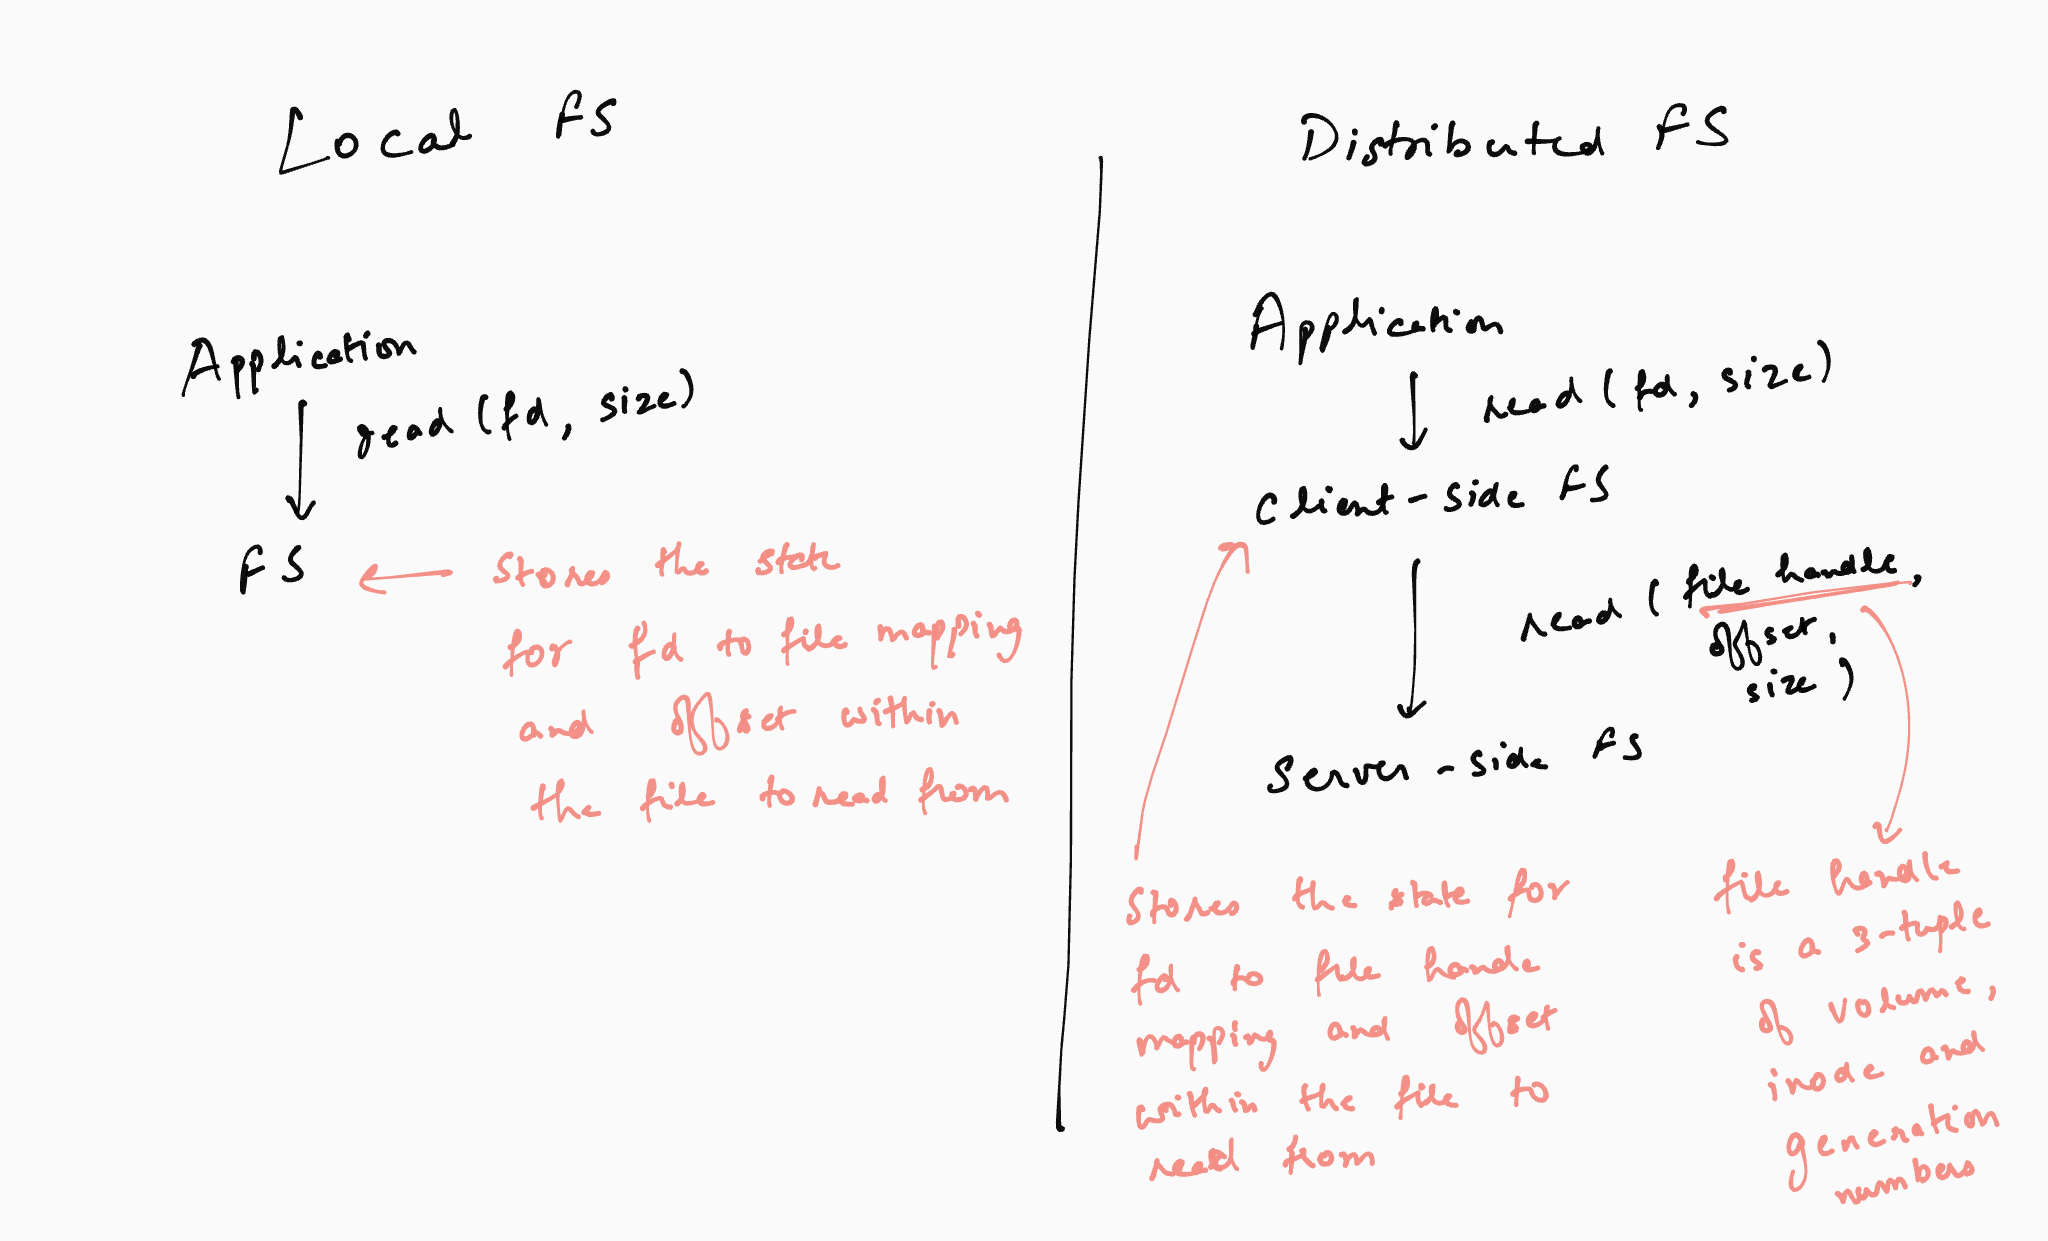 Local FS
Application
read (fd, size)
FS
Stores the state
for fd to file mapping
and offset within
the file to read from
Distributed FS
Application
read (fd, size)
Client-side FS
read (file handle,
offset,
size)
Server-side FS
Stores the state for
fd to file hande
mapping and offset
within the file to
read from
file handle
is a 3-tuple
of volume,
inode and
generation
numbers